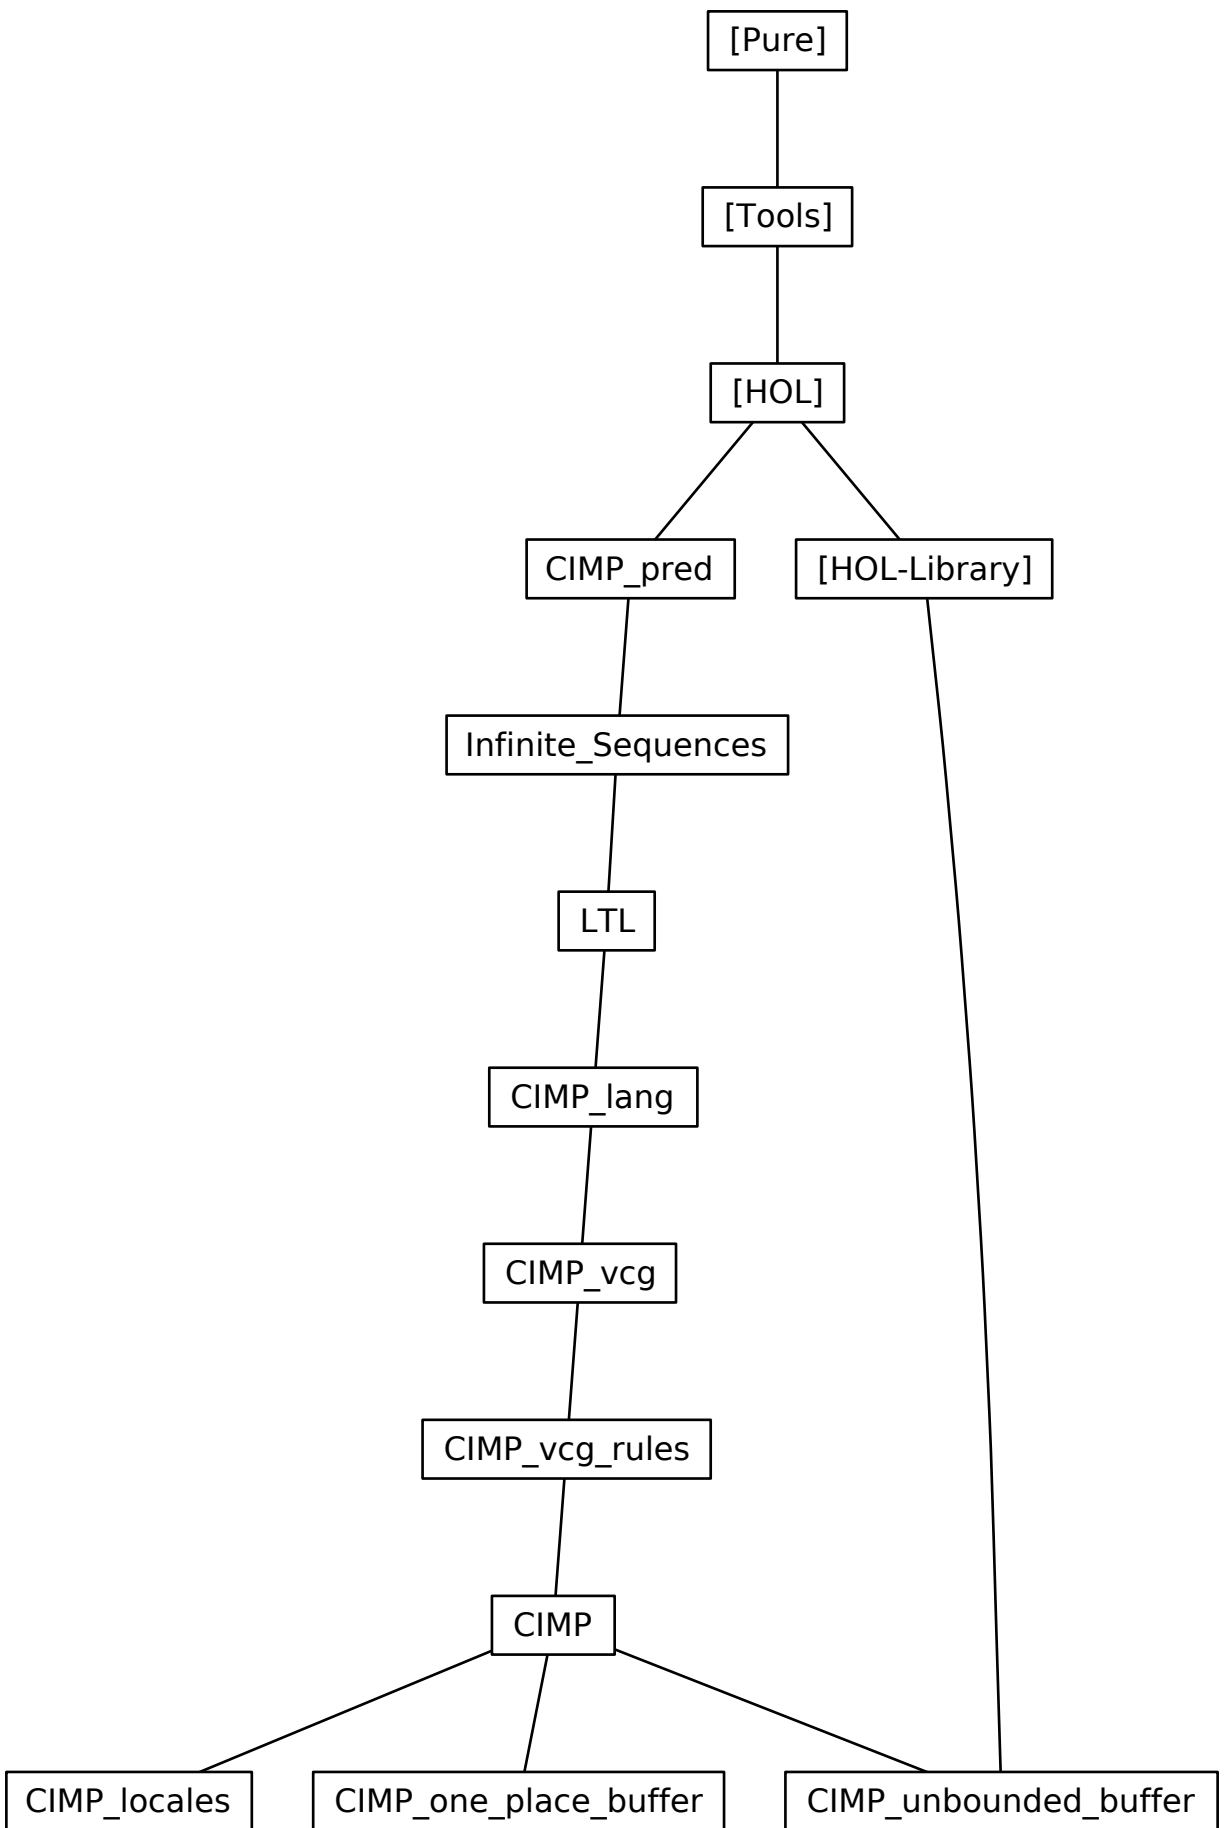 [Pure]
[Tools]
[HOL]
CIMP_pred
[HOL-Library]
Infinite_Sequences
LTL
CIMP_lang
CIMP_vcg
CIMP_vcg_rules
CIMP
CIMP_locales
CIMP_one_place_buffer
CIMP_unbounded_buffer